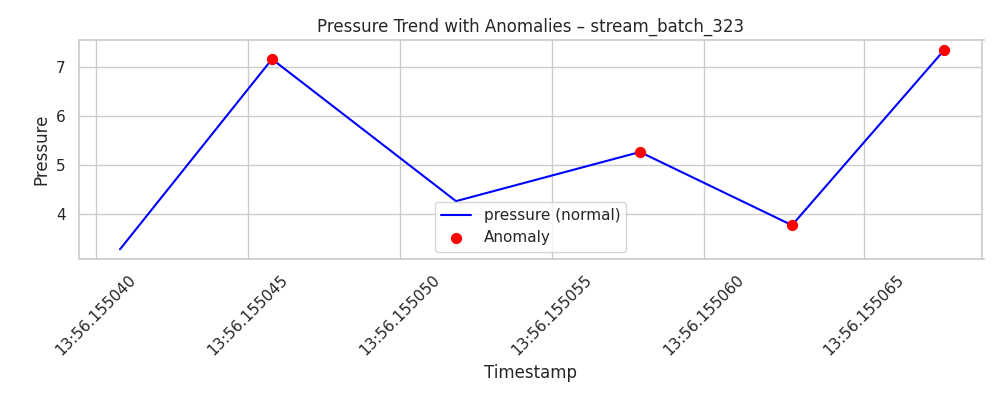 Pressure Trend with Anomalies – stream_batch_323
Pressure
7
6
5
4
pressure (normal)
Anomaly
13:56.155040
13:56.155045
13:56.155050
13:56.155055
13:56.155060
13:56.155065
Timestamp